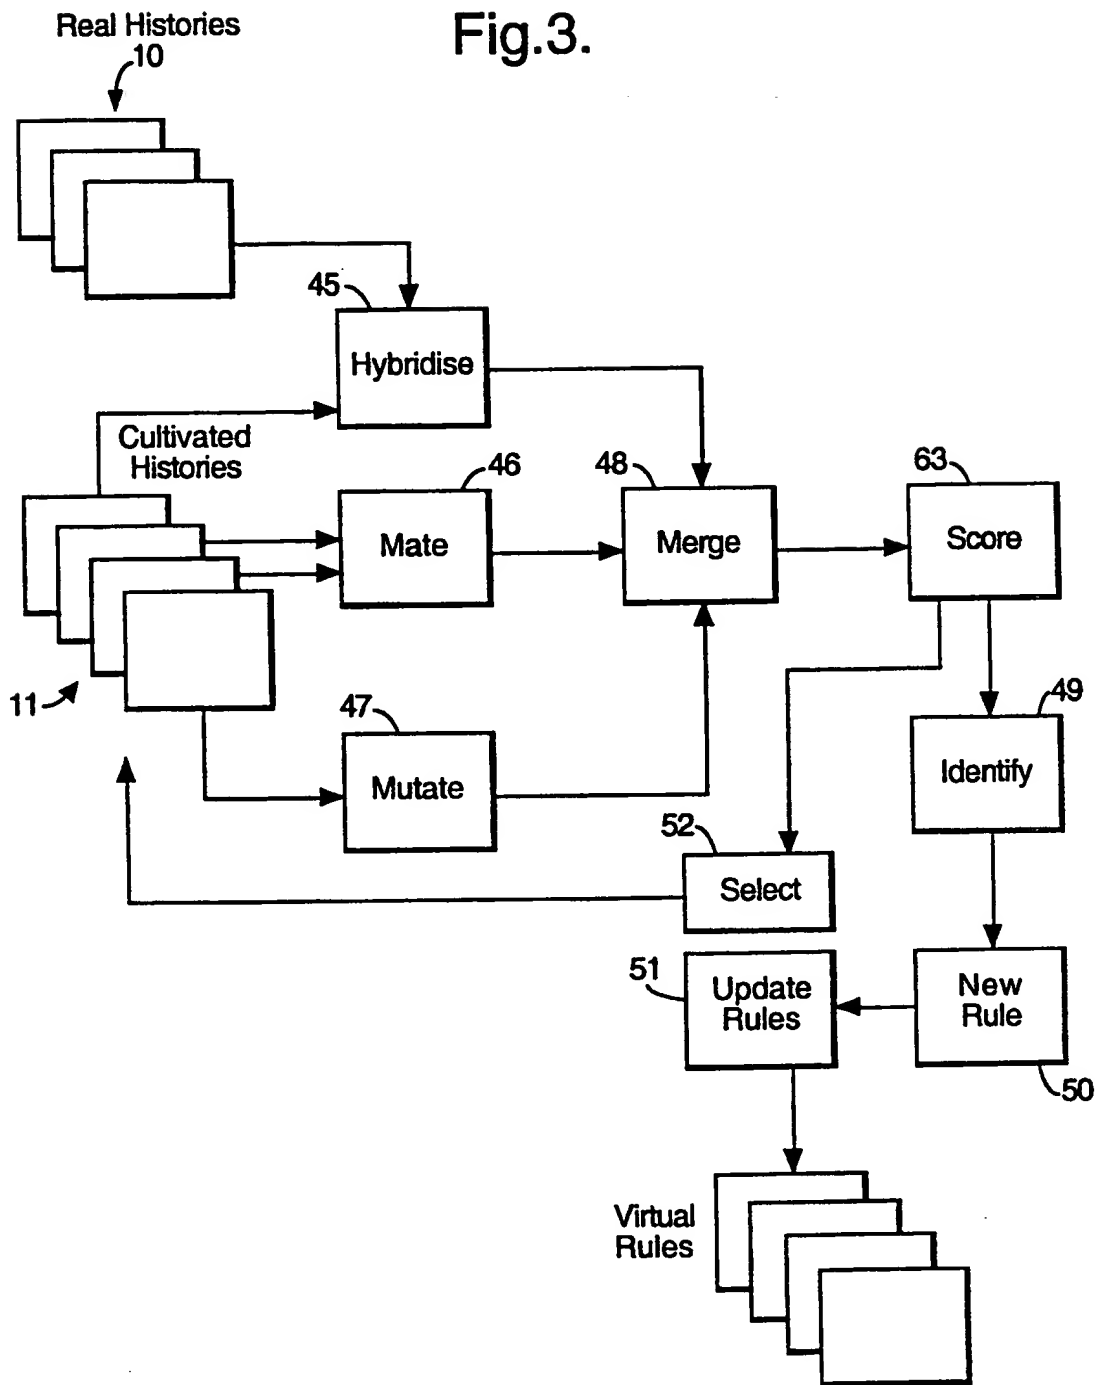 Fig.3.
Real Histories
10
45
Hybridise
Cultivated
Histories
46
Mate
48
Merge
63
Score
11
47
Mutate
49
Identify
52
Select
51
Update
Rules
New
Rule
50
Virtual
Rules